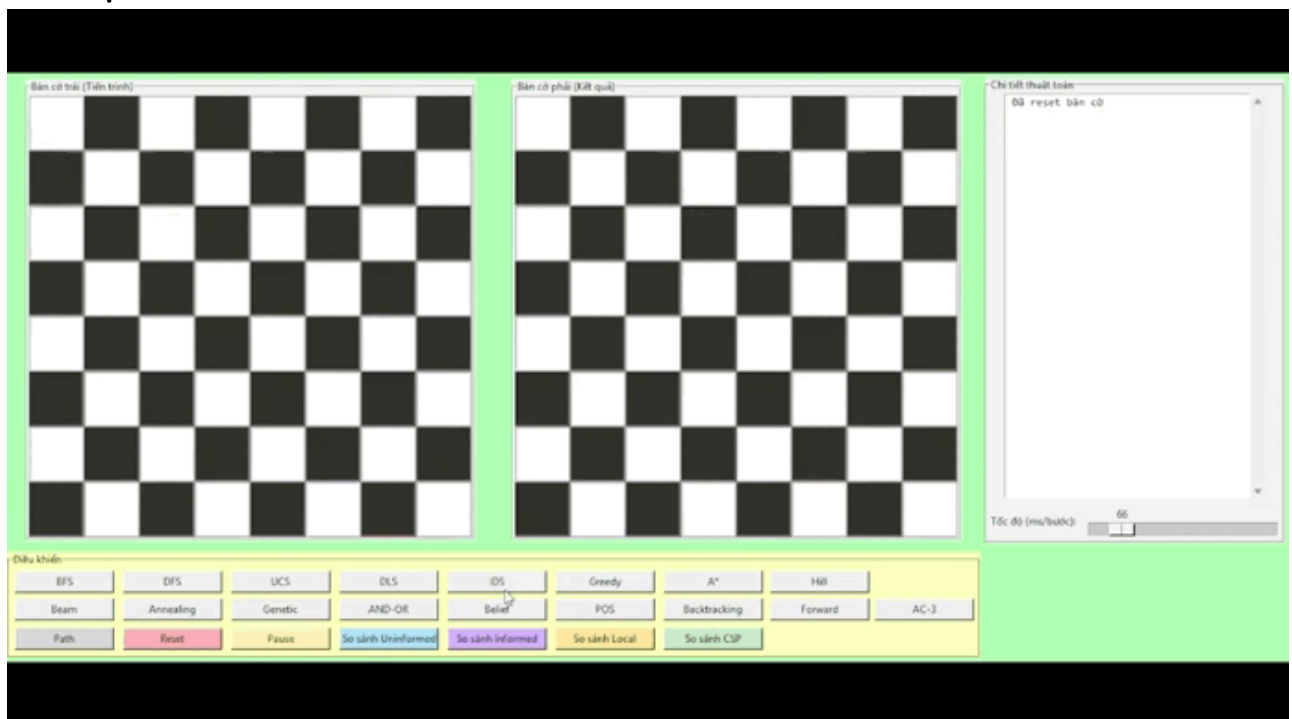 Bàn cờ trái (Tiến trình)
Bàn cờ phải (Kết quả)
Chi tiết thuật toán
Đã reset bàn cờ
66
Tốc độ (ms/bước):
Điều khiển
BFS DFS UCS DLS IDS Greedy A* Hill
Beam Annealing Genetic AND-OR Belief POS Backtracking Forward AC-3
Path Reset Pause So sánh Uninformed So sánh Informed So sánh Local So sánh CSP